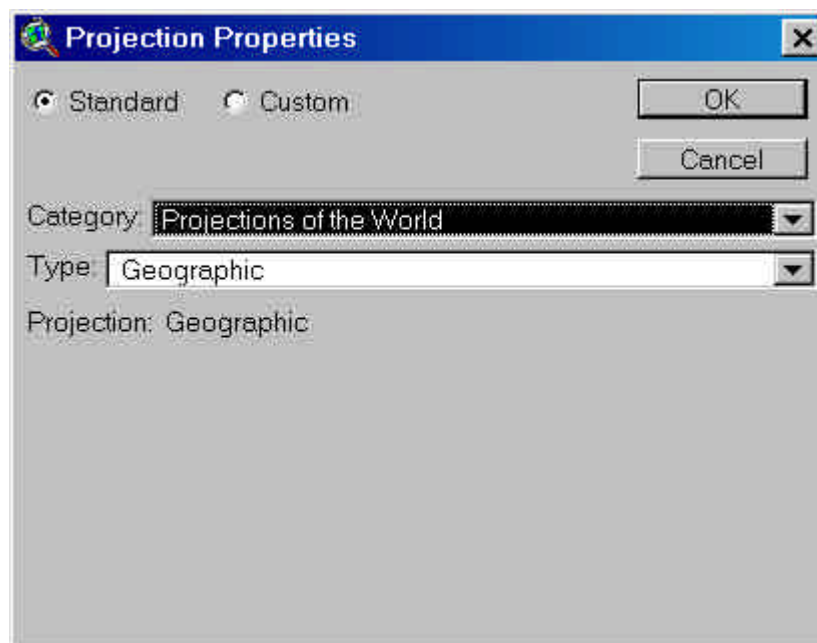 Projection Properties
Standard Custom OK
Cancel
Category: Projections of the World
Type: Geographic
Projection: Geographic